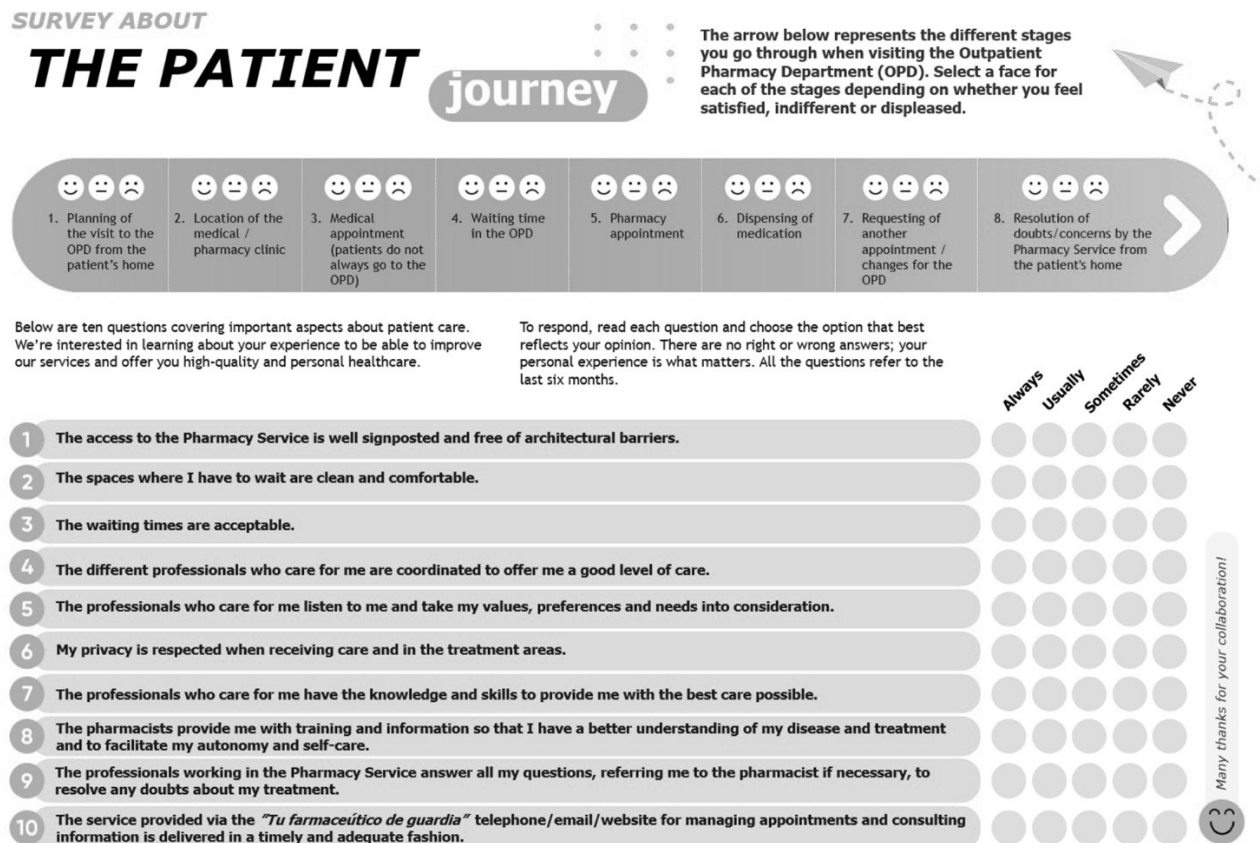 SURVEY ABOUT
THE PATIENT
journey
The arrow below represents the different stages
you go through when visiting the Outpatient
Pharmacy Department (OPD). Select a face for
each of the stages depending on whether you feel
satisfied, indifferent or displeased.
1. Planning of
the visit to the
OPD from the
patient's home
2. Location of the
medical /
pharmacy clinic
3. Medical
appointment
(patients do not
always go to the
OPD)
4. Waiting time
in the OPD
5. Pharmacy
appointment
6. Dispensing of
medication
7. Requesting of
another
appointment /
changes for the
OPD
8. Resolution of
doubts/concerns by the
Pharmacy Service from
the patient's home
Below are ten questions covering important aspects about patient care.
We're interested in learning about your experience to be able to improve
our services and offer you high-quality and personal healthcare.
To respond, read each question and choose the option that best
reflects your opinion. There are no right or wrong answers; your
personal experience is what matters. All the questions refer to the
last six months.
Always
Usually
Sometimes
Rarely
Never
1 The access to the Pharmacy Service is well signposted and free of architectural barriers.
2 The spaces where I have to wait are clean and comfortable.
3 The waiting times are acceptable.
4 The different professionals who care for me are coordinated to offer me a good level of care.
5 The professionals who care for me listen to me and take my values, preferences and needs into consideration.
6 My privacy is respected when receiving care and in the treatment areas.
7 The professionals who care for me have the knowledge and skills to provide me with the best care possible.
8 The pharmacists provide me with training and information so that I have a better understanding of my disease and treatment
and to facilitate my autonomy and self-care.
9 The professionals working in the Pharmacy Service answer all my questions, referring me to the pharmacist if necessary, to
resolve any doubts about my treatment.
10 The service provided via the "Tu farmaceútico de guardia" telephone/email/website for managing appointments and consulting
information is delivered in a timely and adequate fashion.
Many thanks for your collaboration!